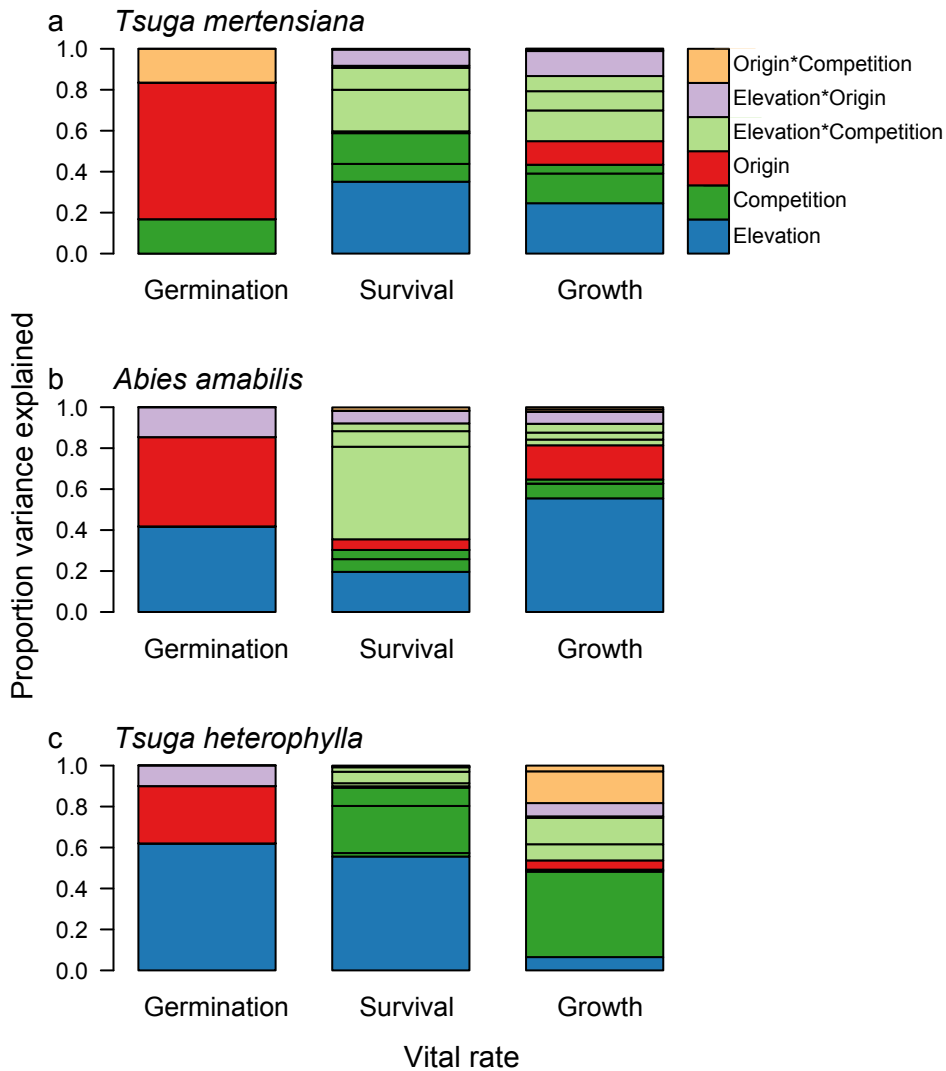 a Tsuga mertensiana
1.0
0.8
0.6
0.4
0.2
0.0
Germination Survival Growth
Origin*Competition
Elevation*Origin
Elevation*Competition
Origin
Competition
Elevation
Proportion variance explained
b Abies amabilis
1.0
0.8
0.6
0.4
0.2
0.0
Germination Survival Growth
c Tsuga heterophylla
1.0
0.8
0.6
0.4
0.2
0.0
Germination Survival Growth
Vital rate